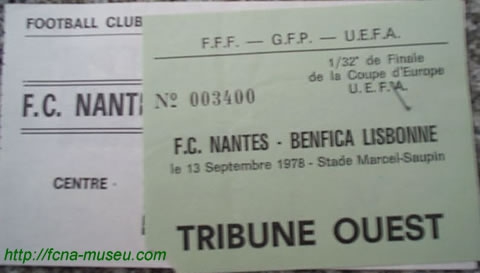 FOOTBALL CLUB
F.C. NANT
CENTRE -
F.F.F. — G.F.P. — U.E.F.A.
1/32e de Finale
de la Coupe d'Europe
U.E.F.A.
No 003400
F.C. NANTES - BENFICA LISBONNE
le 13 Septembre 1978 - Stade Marcel-Saupin
TRIBUNE OUEST
http://fcna-museu.com